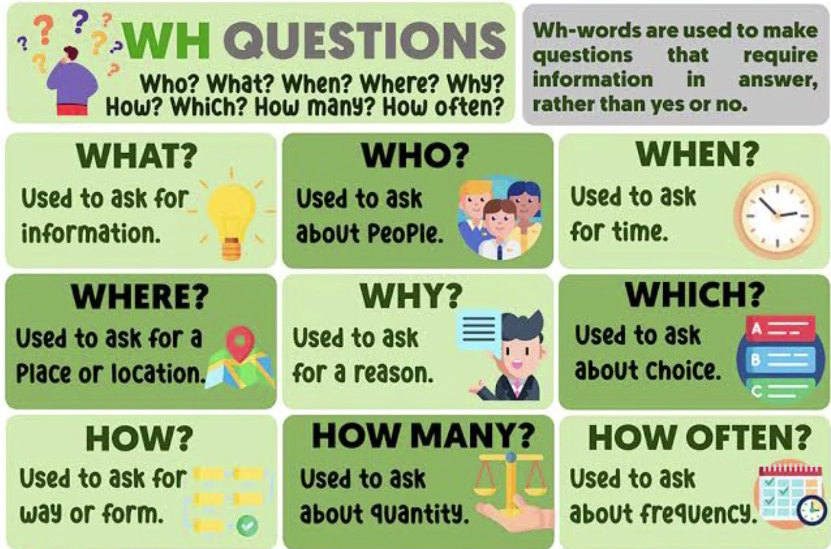 WH QUESTIONS
Who? What? When? Where? Why?
How? Which? How many? How often?
Wh-words are used to make
questions that require
information in answer,
rather than yes or no.
WHAT?
Used to ask for
information.
WHO?
Used to ask
about People.
WHEN?
Used to ask
for time.
WHERE?
Used to ask for a
Place or location.
WHY?
Used to ask
for a reason.
WHICH?
Used to ask
about choice.
A
B
C
HOW?
Used to ask for
way or form.
HOW MANY?
Used to ask
about quantity.
HOW OFTEN?
Used to ask
about frequency.